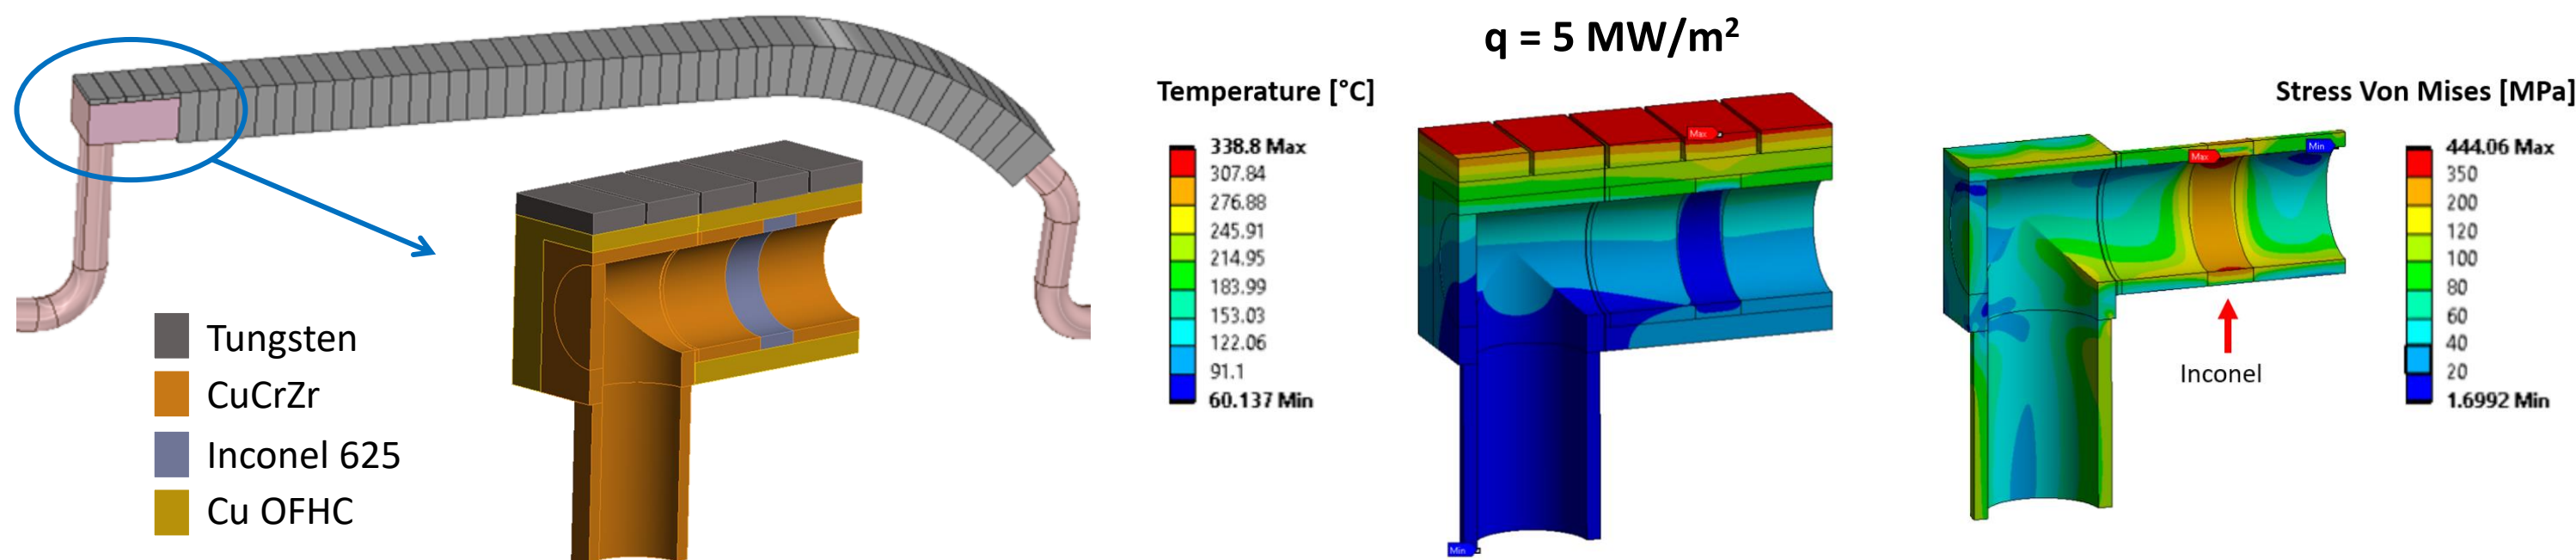 Tungsten
CuCrZr
Inconel 625
Cu OFHC
q = 5 MW/m²
Temperature [°C]
338.8 Max
307.84
276.88
245.91
214.95
183.99
153.03
122.06
91.1
60.137 Min
Max
Min
Stress Von Mises [MPa]
444.06 Max
350
200
120
100
80
60
40
20
1.6992 Min
Max
Min
Inconel